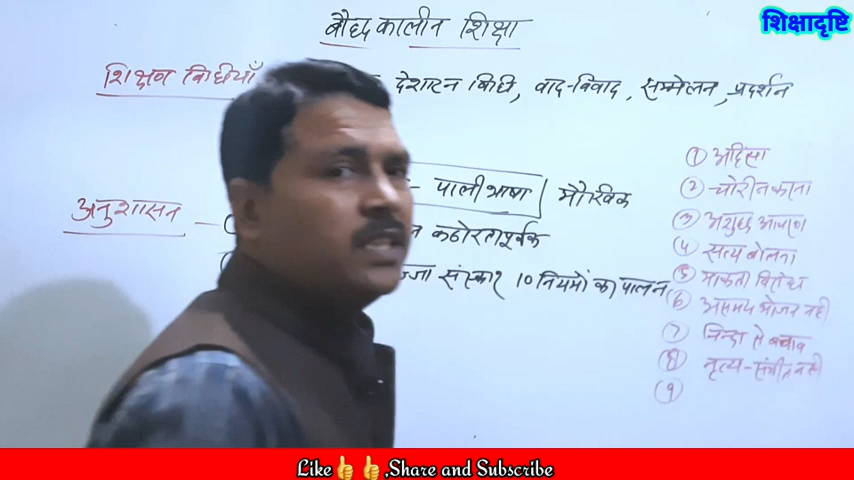 शिक्षादृष्टि
बौद्ध कालीन शिक्षा
शिक्षण विधीयाँ देशाटन विधि, वाद-विवाद, सम्मेलन, प्रदर्शन
- पाली भाषा मौखिक
अनुशासन - कठोरतापूर्वक
ज्जा संस्कार 10 नियमों का पालन
① अहिंसा
② चोरी न करना
③ अशुद्ध आचरण
④ सत्य बोलना
⑤ विरोध
⑥ असमय भोजन नहीं
⑦ निन्दा से बचाव
⑧ नृत्य-संगीत नहीं
⑨
Like👍👍,Share and Subscribe